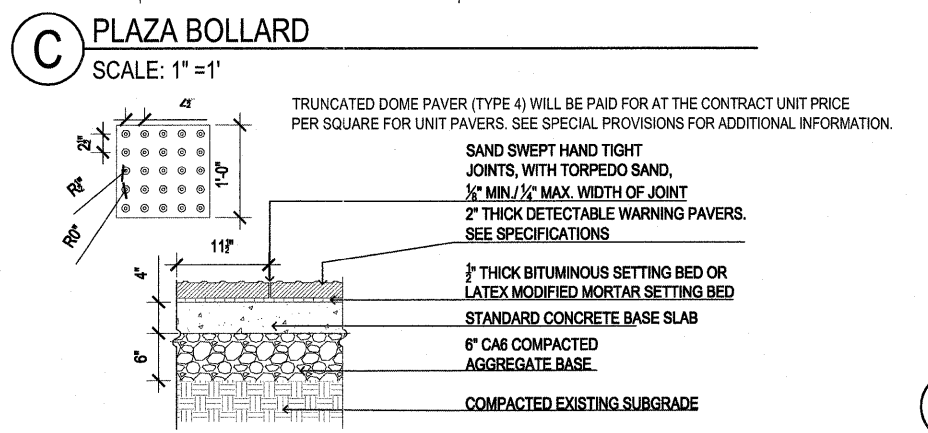 C
PLAZA BOLLARD
SCALE: 1" =1'
TRUNCATED DOME PAVER (TYPE 4) WILL BE PAID FOR AT THE CONTRACT UNIT PRICE
PER SQUARE FOR UNIT PAVERS. SEE SPECIAL PROVISIONS FOR ADDITIONAL INFORMATION.
1'-0"
R0"
SAND SWEPT HAND TIGHT
JOINTS, WITH TORPEDO SAND,
1/8" MIN./1/4" MAX. WIDTH OF JOINT
2" THICK DETECTABLE WARNING PAVERS.
SEE SPECIFICATIONS
1/2" THICK BITUMINOUS SETTING BED OR
LATEX MODIFIED MORTAR SETTING BED
STANDARD CONCRETE BASE SLAB
6" CA6 COMPACTED
AGGREGATE BASE
COMPACTED EXISTING SUBGRADE
4"
6"